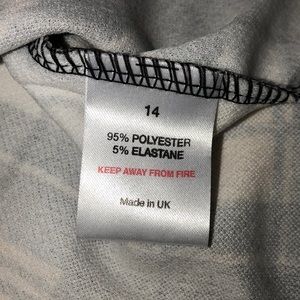 14
95% POLYESTER
5% ELASTANE
KEEP AWAY FROM FIRE
Made in UK